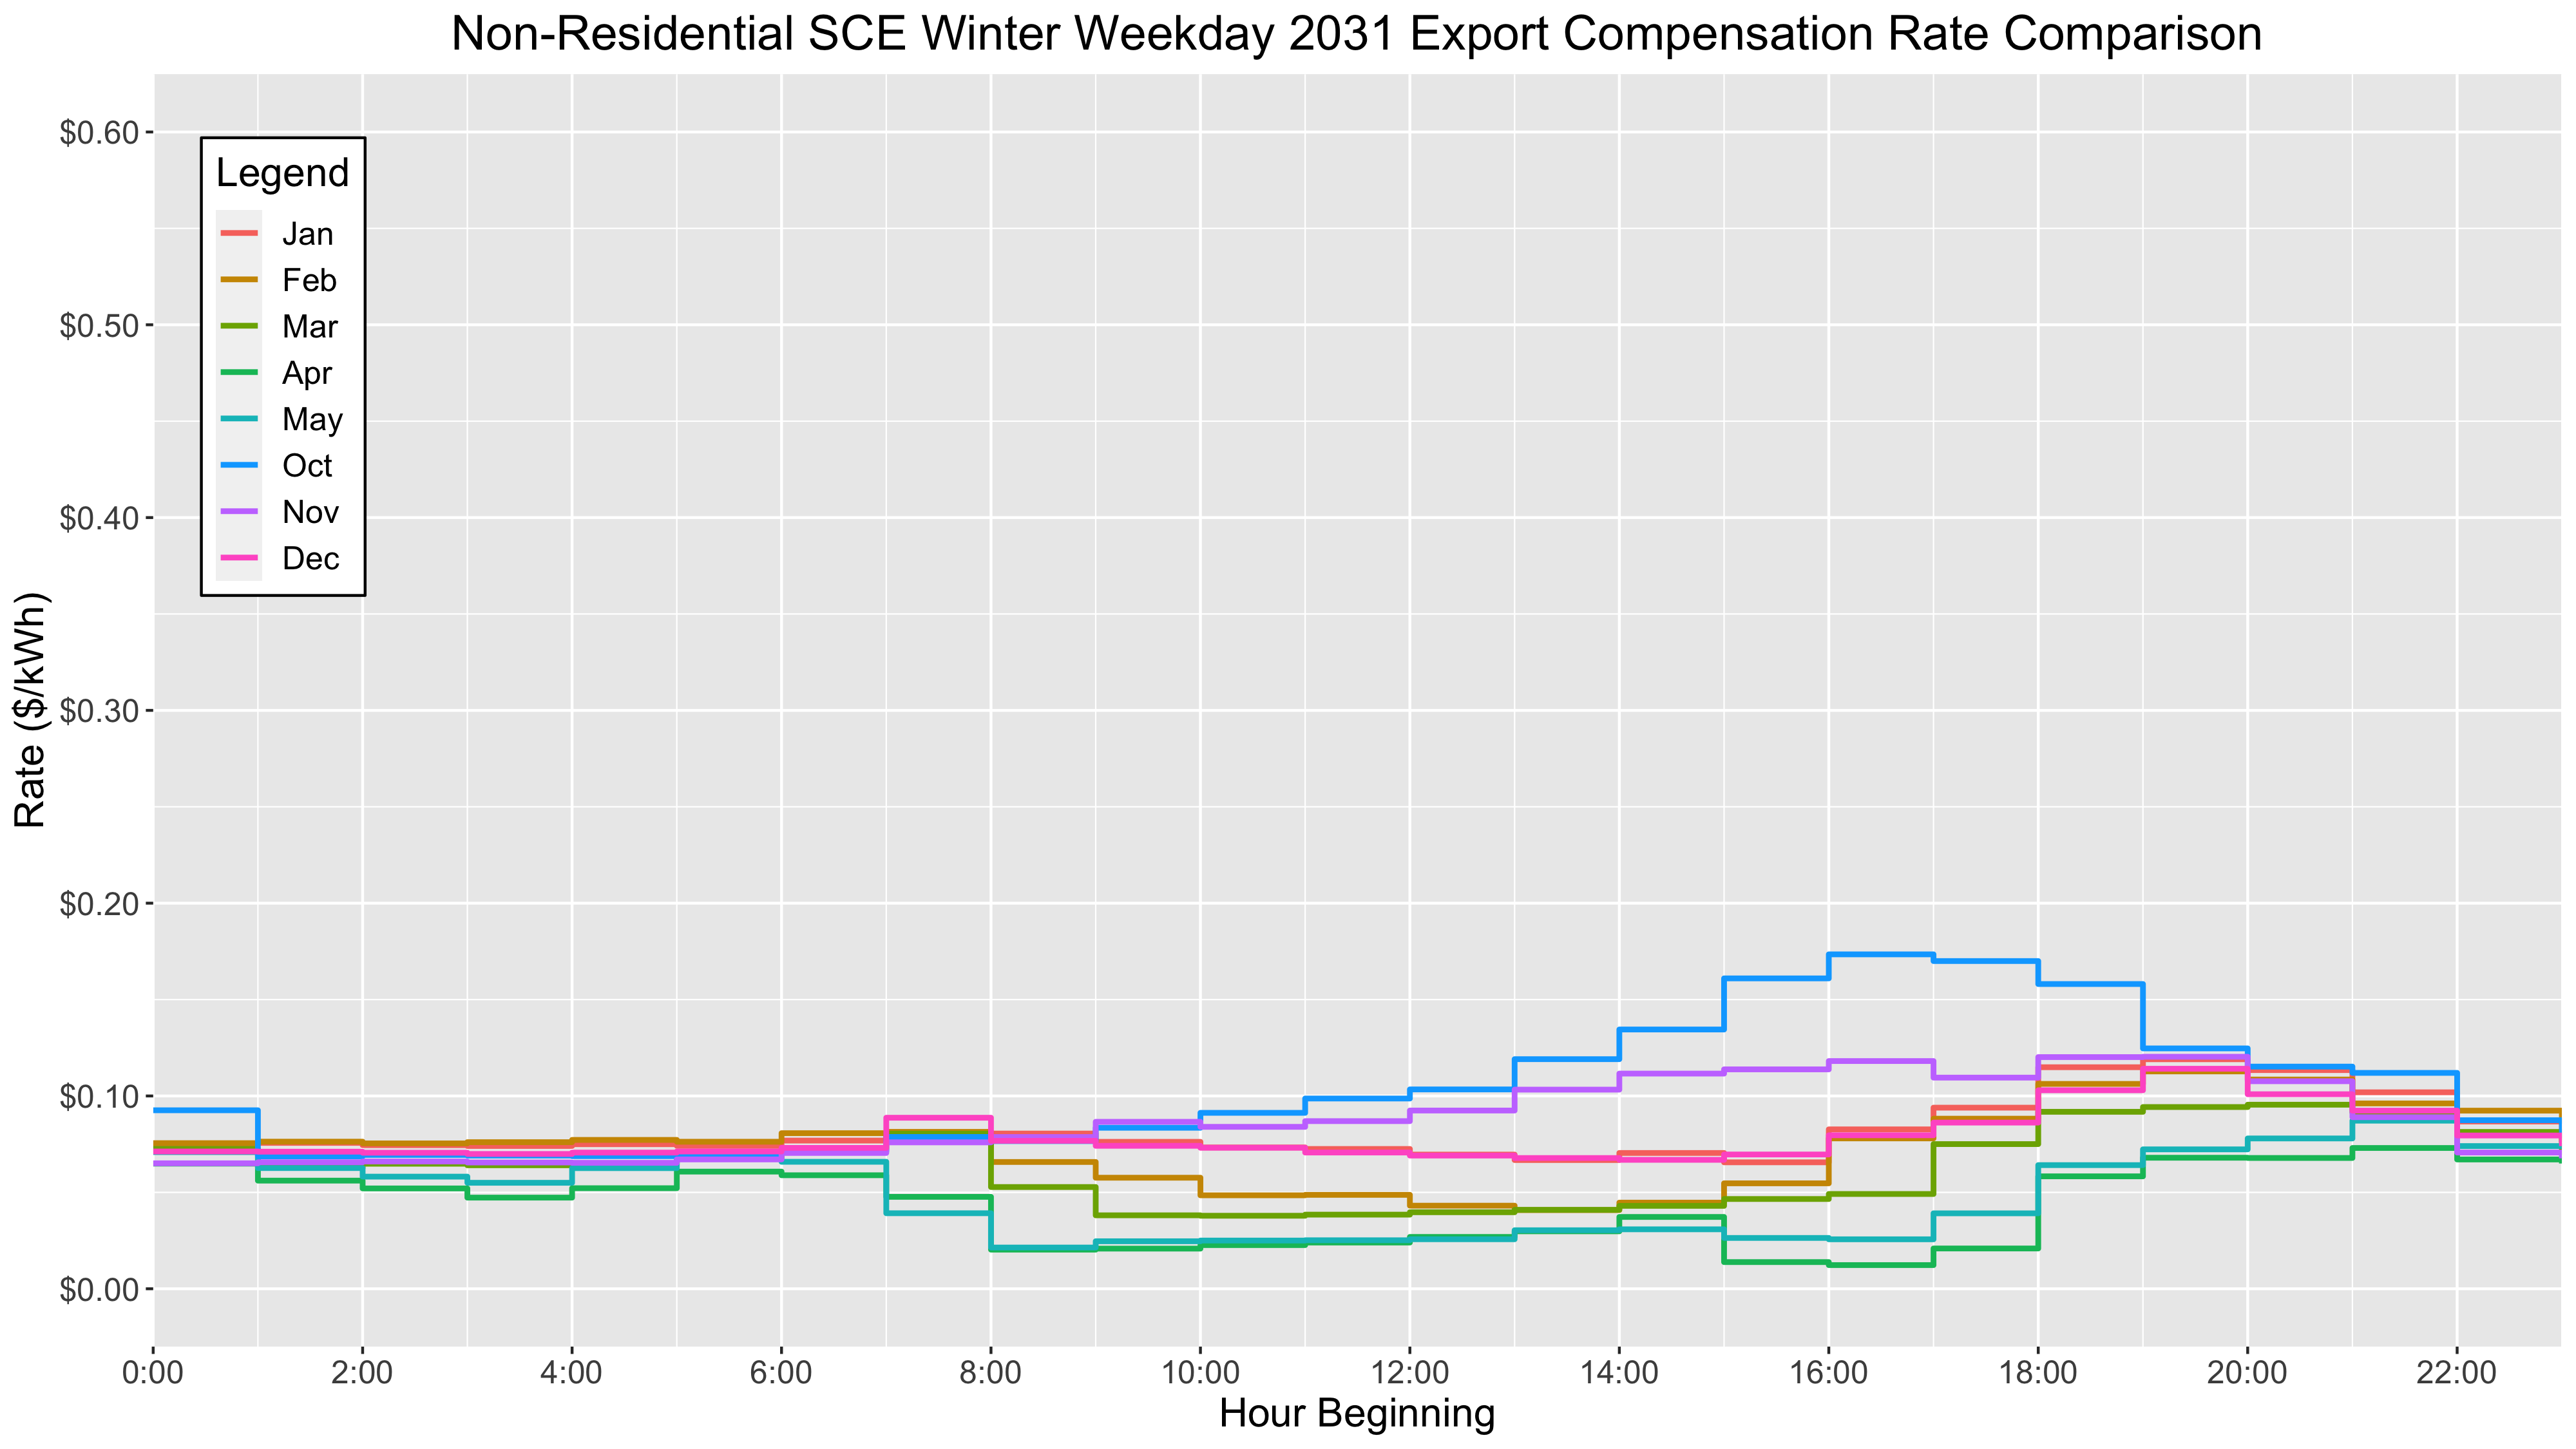 Non-Residential SCE Winter Weekday 2031 Export Compensation Rate Comparison
$0.60
$0.50
$0.40
$0.30
$0.20
$0.10
$0.00
Rate ($/kWh)
Legend
Jan
Feb
Mar
Apr
May
Oct
Nov
Dec
0:00 2:00 4:00 6:00 8:00 10:00 12:00 14:00 16:00 18:00 20:00 22:00
Hour Beginning